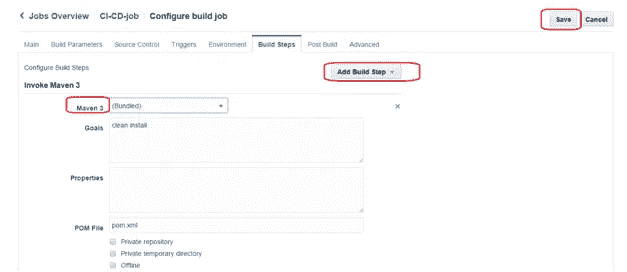 Jobs Overview CI-CD-job Configure build job
Save Cancel
Main Build Parameters Source Control Triggers Environment Build Steps Post Build Advanced
Configure Build Steps
Add Build Step
Invoke Maven 3
Maven 3 (Bundled)
Goals clean install
Properties
POM File pom.xml
Private repository
Private temporary directory
Offline